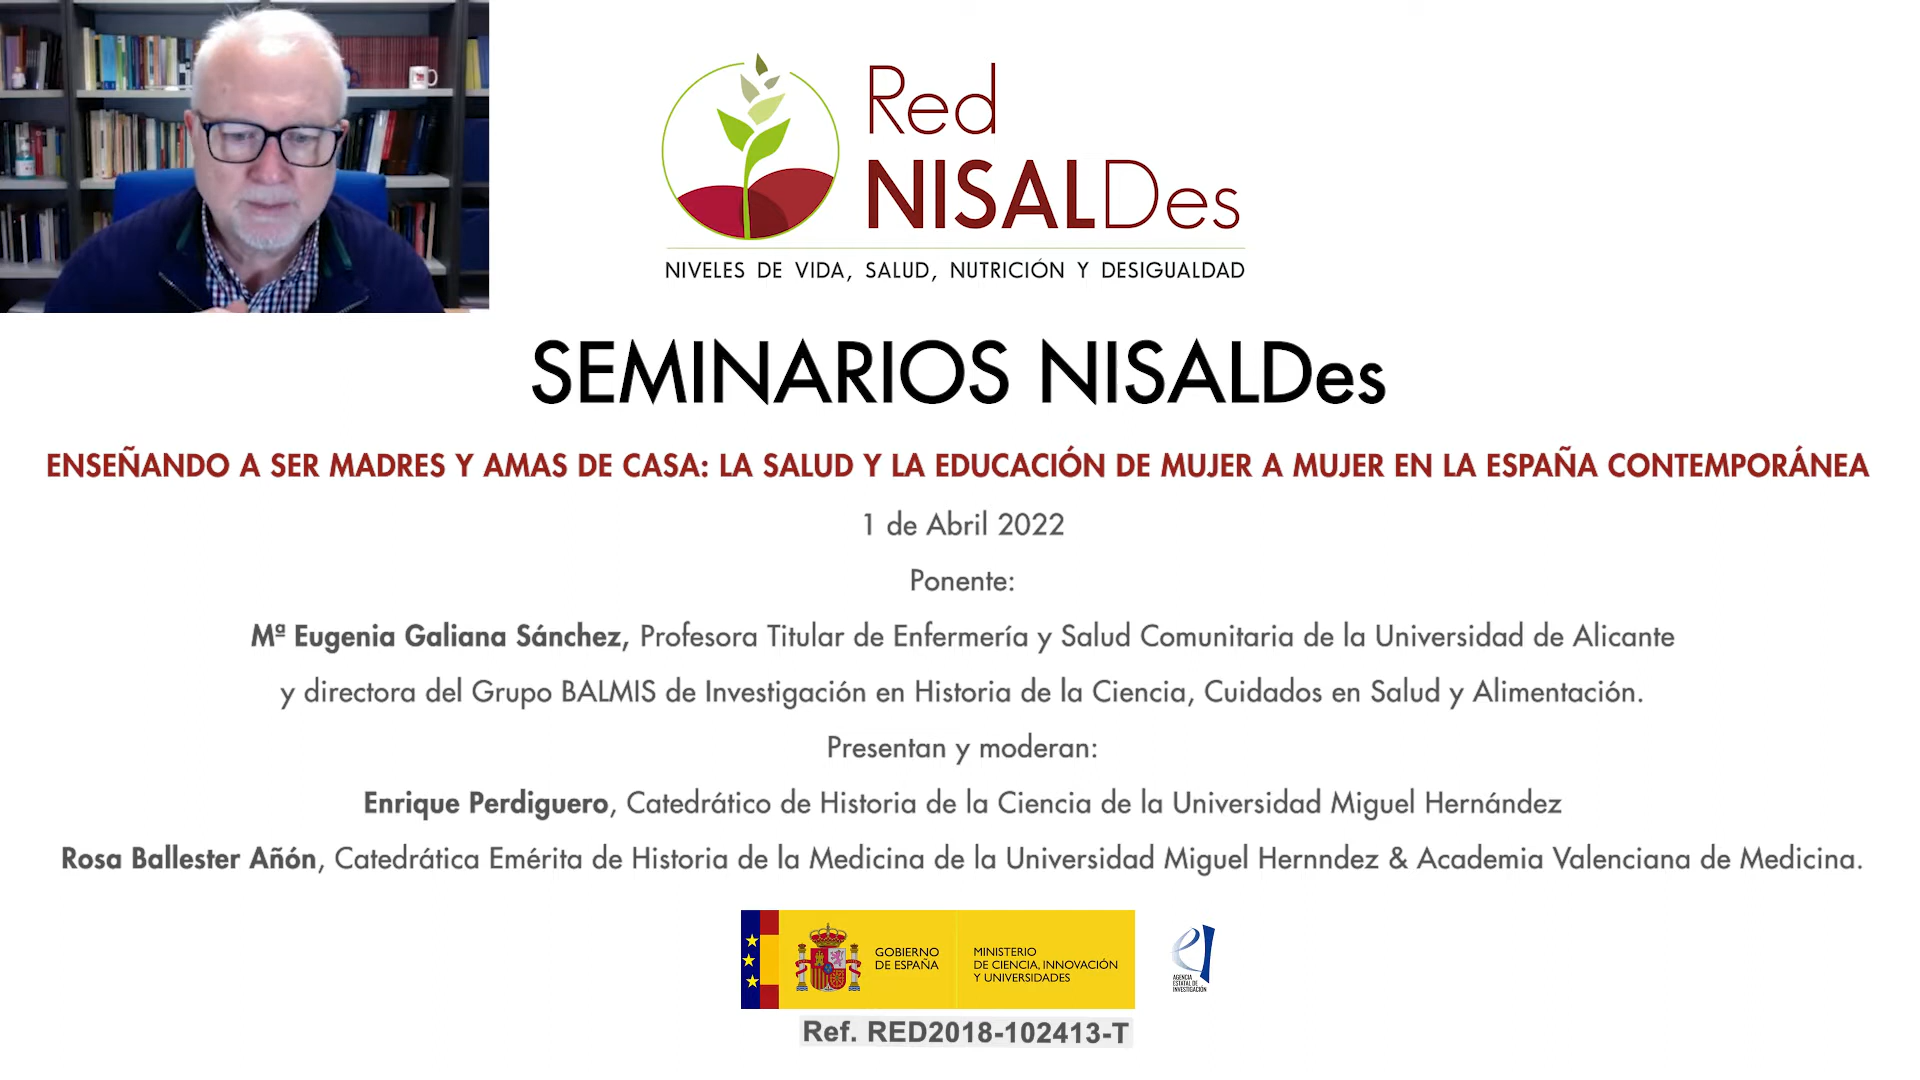 Red
NISALDes
NIVELES DE VIDA, SALUD, NUTRICIÓN Y DESIGUALDAD
SEMINARIOS NISALDes
ENSEÑANDO A SER MADRES Y AMAS DE CASA: LA SALUD Y LA EDUCACIÓN DE MUJER A MUJER EN LA ESPAÑA CONTEMPORÁNEA
1 de Abril 2022
Ponente:
Mª Eugenia Galiana Sánchez, Profesora Titular de Enfermería y Salud Comunitaria de la Universidad de Alicante
y directora del Grupo BALMIS de Investigación en Historia de la Ciencia, Cuidados en Salud y Alimentación.
Presentan y moderan:
Enrique Perdiguero, Catedrático de Historia de la Ciencia de la Universidad Miguel Hernández
Rosa Ballester Añón, Catedrática Emérita de Historia de la Medicina de la Universidad Miguel Hernndez & Academia Valenciana de Medicina.
GOBIERNO
DE ESPAÑA
MINISTERIO
DE CIENCIA, INNOVACIÓN
Y UNIVERSIDADES
AGENCIA
ESTATAL DE
INVESTIGACIÓN
Ref. RED2018-102413-T